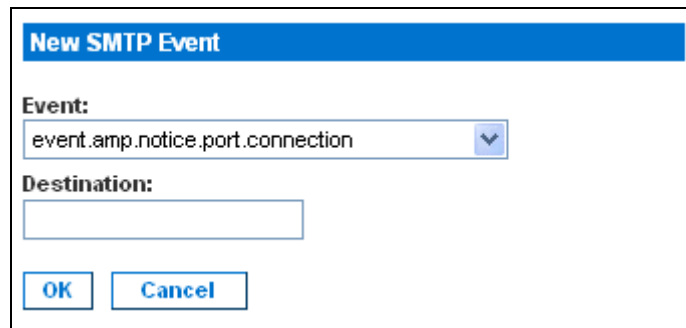 New SMTP Event
Event:
event.amp.notice.port.connection
Destination:
OK Cancel